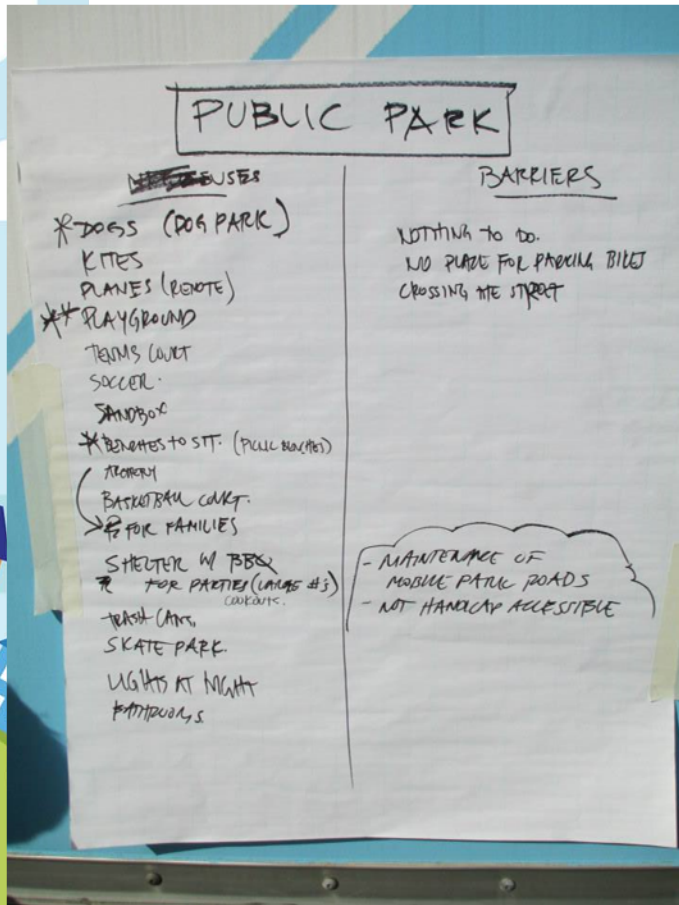 PUBLIC PARK
USES
* DOGS (DOG PARK)
KITES
PLANES (REMOTE)
** PLAYGROUND
TENNIS COURT
SOCCER.
SANDBOX
* BENCHES TO SIT. (PICNIC BENCHES)
ARCHERY
BASKETBALL COURT.
FOR FAMILIES
SHELTER W/ BBQ
FOR PARTIES (LARGE #'s)
COOKOUTS.
TRASH CANS,
SKATE PARK.
LIGHTS AT NIGHT
BATHROOMS
BARRIERS
NOTHING TO DO.
NO PLACE FOR PARKING BIKES
CROSSING THE STREET
- MAINTENANCE OF
MOBILE PARK ROADS
- NOT HANDICAP ACCESSIBLE